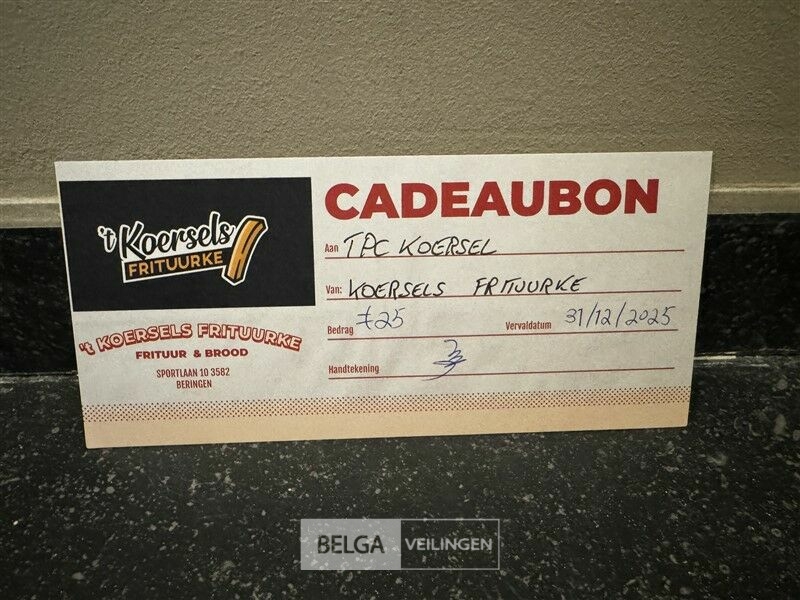 't Koersels
FRITUURKE
't KOERSELS FRITUURKE
FRITUUR & BROOD
SPORTLAAN 10 3582
BERINGEN
CADEAUBON
Aan TPC KOERSEL
Van: KOERSELS FRITUURKE
Bedrag €25 Vervaldatum 31/12/2025
Handtekening
BELGA VEILINGEN